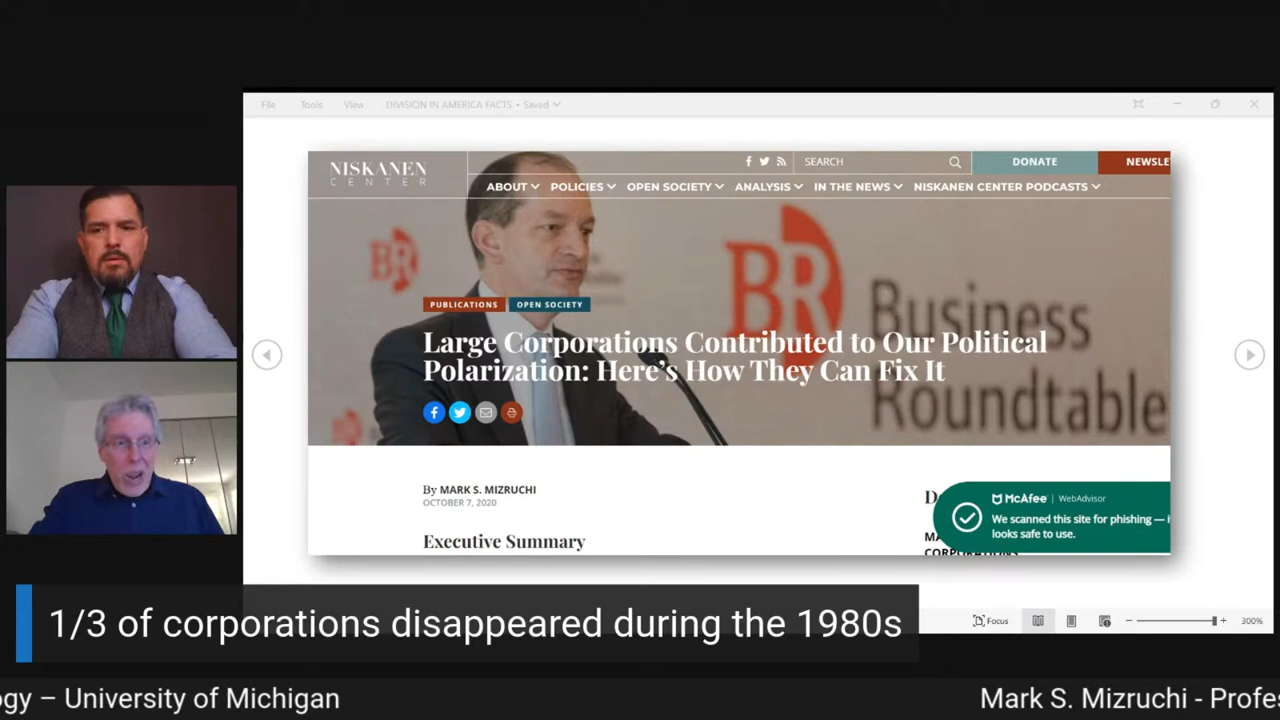 File Tools View DIVISION IN AMERICA FACTS • Saved
NISKANEN
CENTER
SEARCH
DONATE
NEWSLE
ABOUT POLICIES OPEN SOCIETY ANALYSIS IN THE NEWS NISKANEN CENTER PODCASTS
BR
BR
Business
Roundtable
PUBLICATIONS OPEN SOCIETY
Large Corporations Contributed to Our Political
Polarization: Here's How They Can Fix It
By MARK S. MIZRUCHI
OCTOBER 7, 2020
Executive Summary
McAfee | WebAdvisor
We scanned this site for phishing — i
looks safe to use.
CORPORATIONS
Focus
300%
1/3 of corporations disappeared during the 1980s
ogy – University of Michigan
Mark S. Mizruchi - Profes